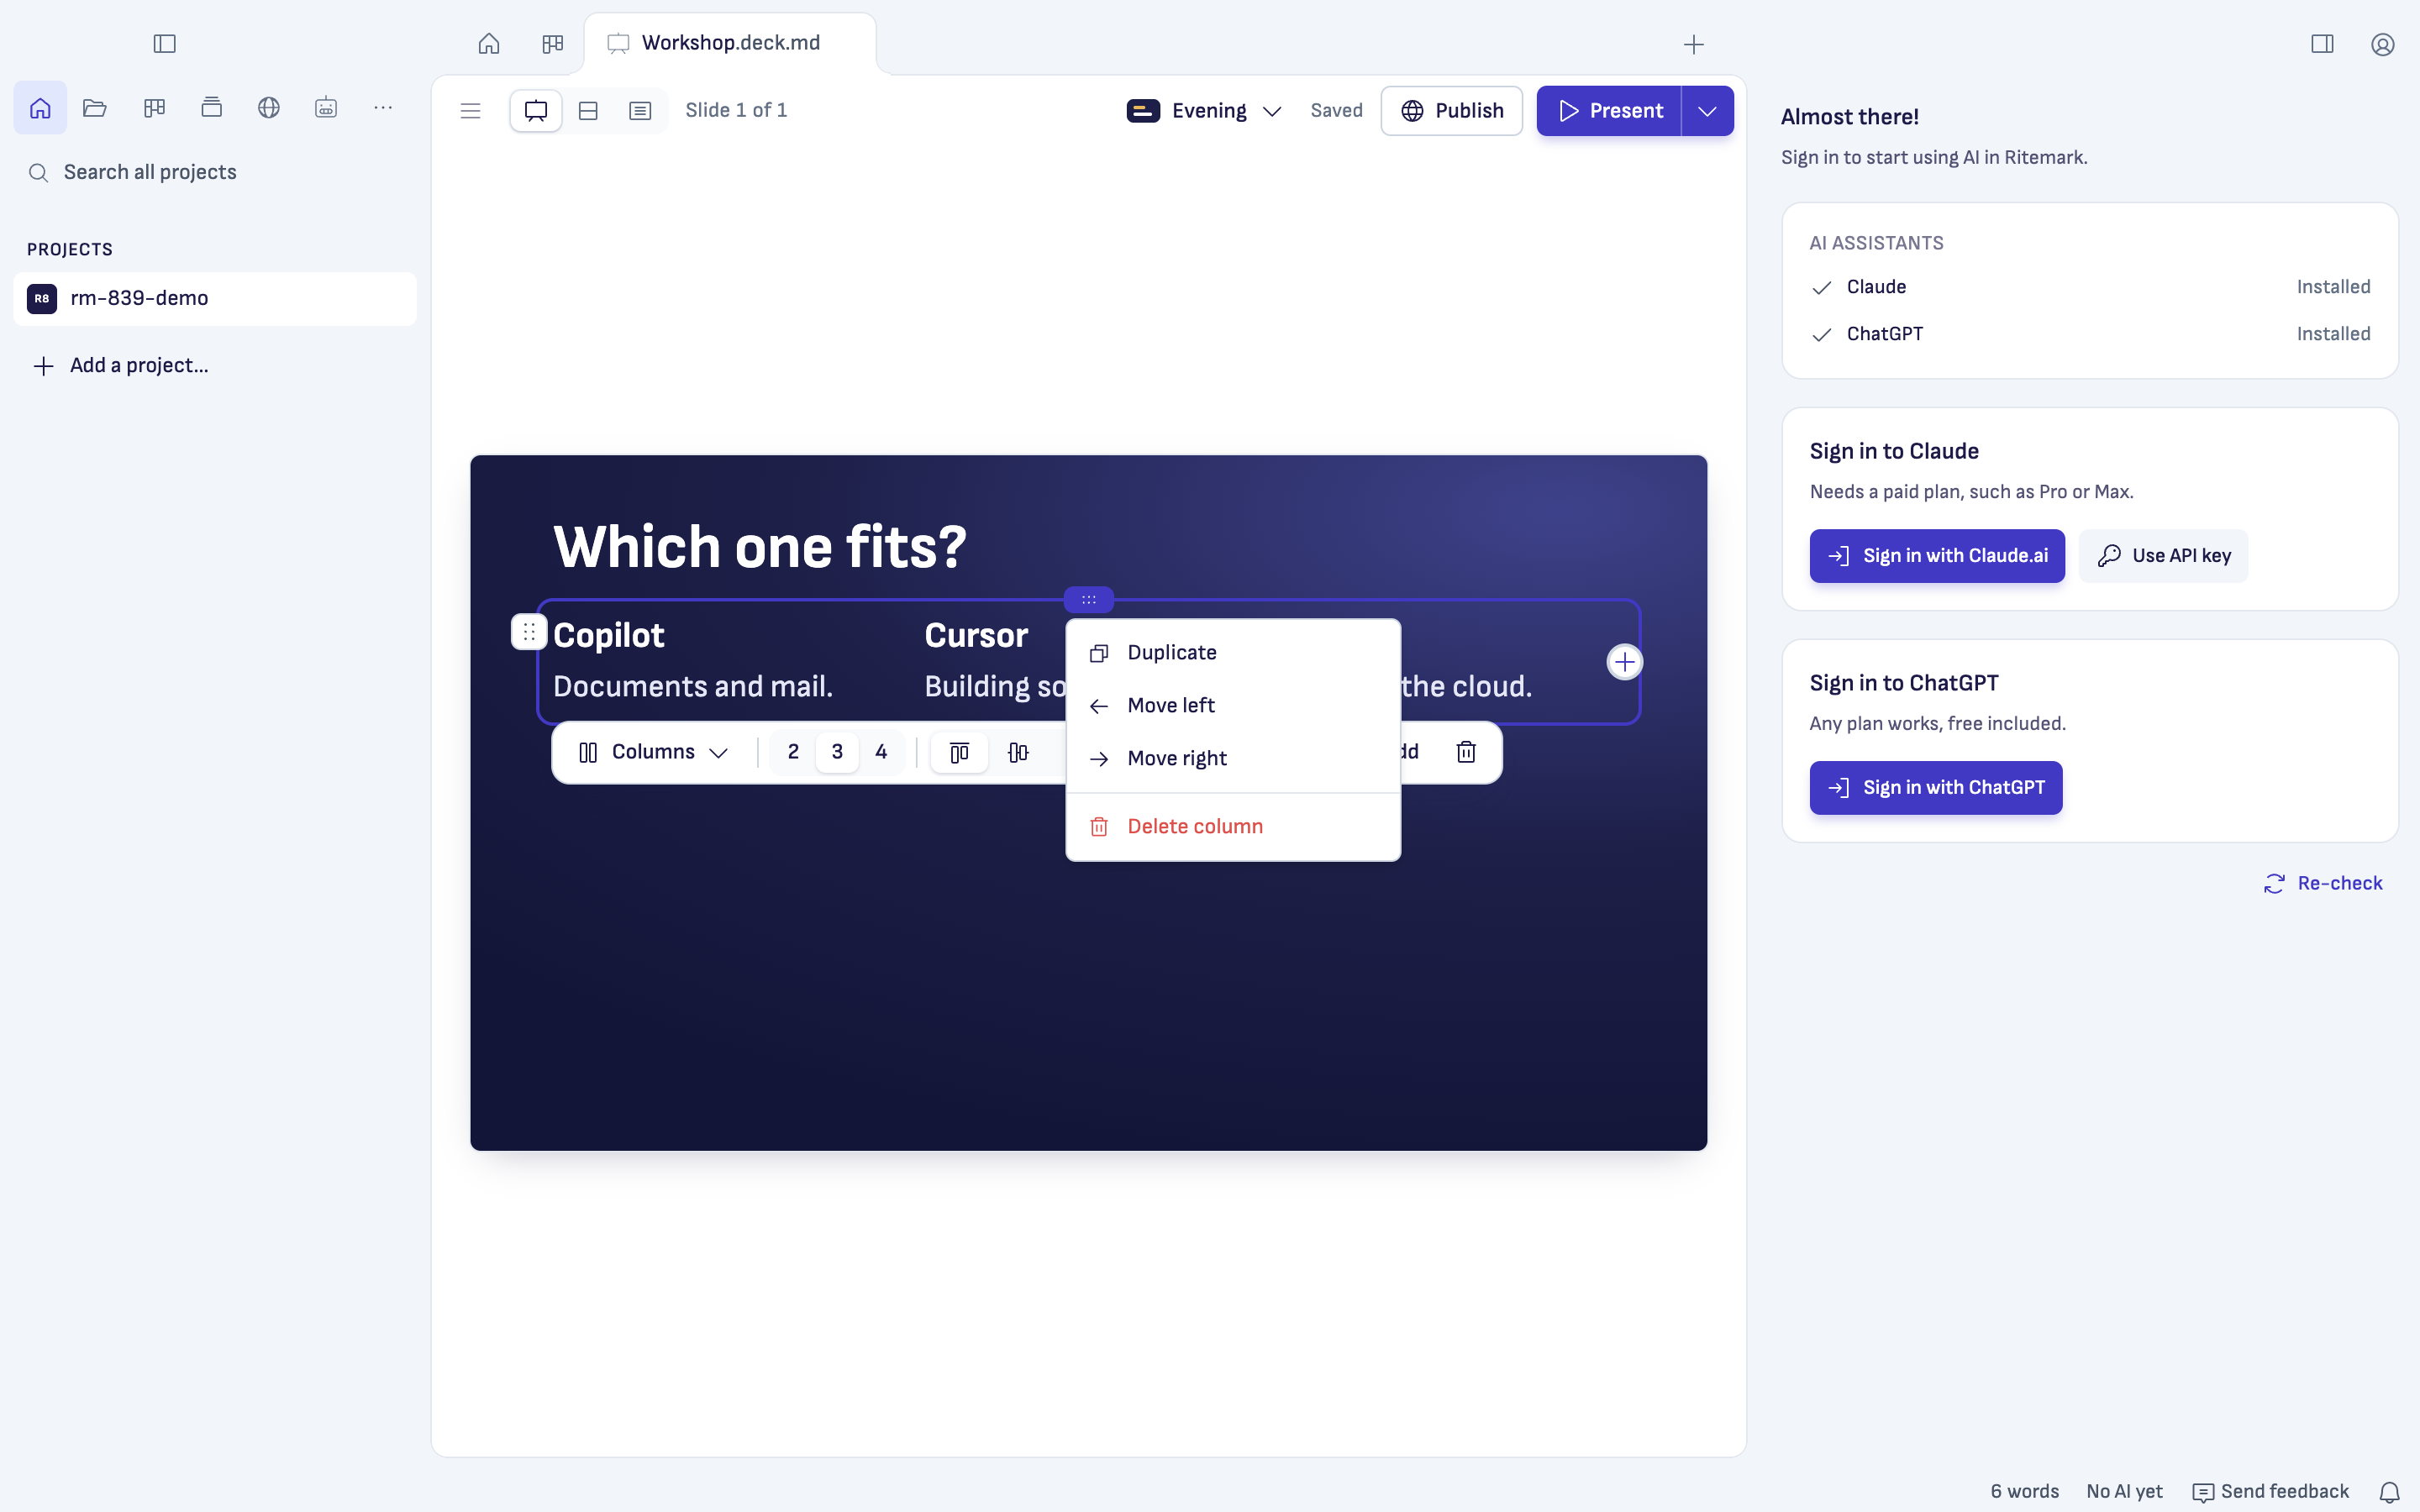 Workshop.deck.md
Search all projects
PROJECTS
R8 rm-839-demo
Add a project...
Slide 1 of 1
Evening
Saved
Publish
Present
Which one fits?
Copilot
Cursor
Documents and mail.
Building
the cloud.
Columns
2 3 4
Duplicate
Move left
Move right
Delete column
Almost there!
Sign in to start using AI in Ritemark.
AI ASSISTANTS
Claude Installed
ChatGPT Installed
Sign in to Claude
Needs a paid plan, such as Pro or Max.
Sign in with Claude.ai
Use API key
Sign in to ChatGPT
Any plan works, free included.
Sign in with ChatGPT
Re-check
6 words
No AI yet
Send feedback